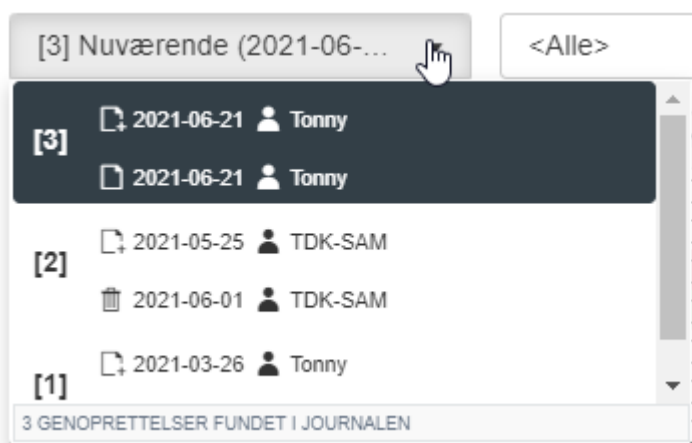 [3] Nuværende (2021-06-...
<Alle>
[3]
2021-06-21 Tonny
2021-06-21 Tonny
[2]
2021-05-25 TDK-SAM
2021-06-01 TDK-SAM
[1]
2021-03-26 Tonny
3 GENOPRETTELSER FUNDET I JOURNALEN